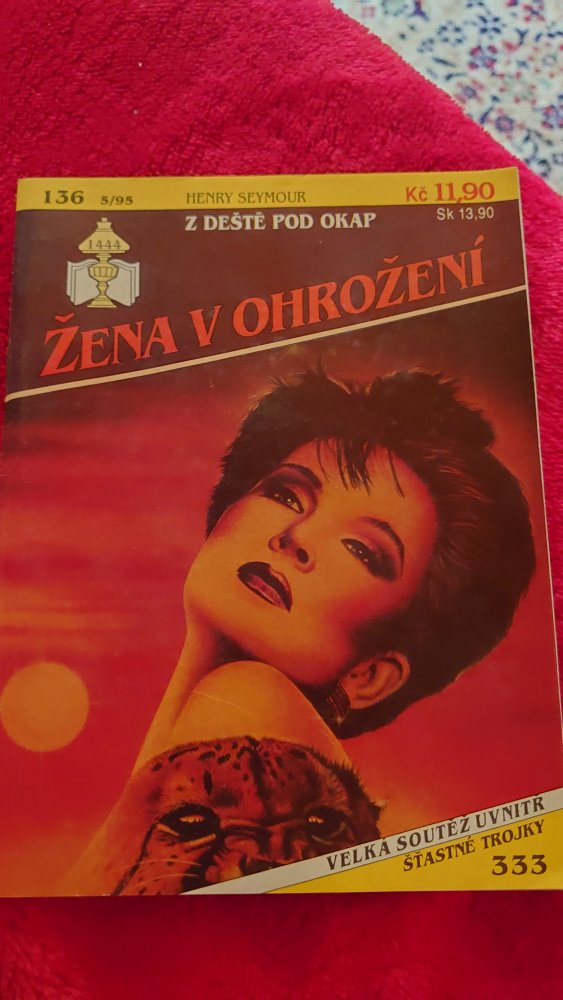 136 5/95 HENRY SEYMOUR Kč 11,90
Z DEŠTĚ POD OKAP Sk 13,90
1444
ŽENA V OHROŽENÍ
VELKÁ SOUTĚŽ UVNITŘ
ŠŤASTNÉ TROJKY
333